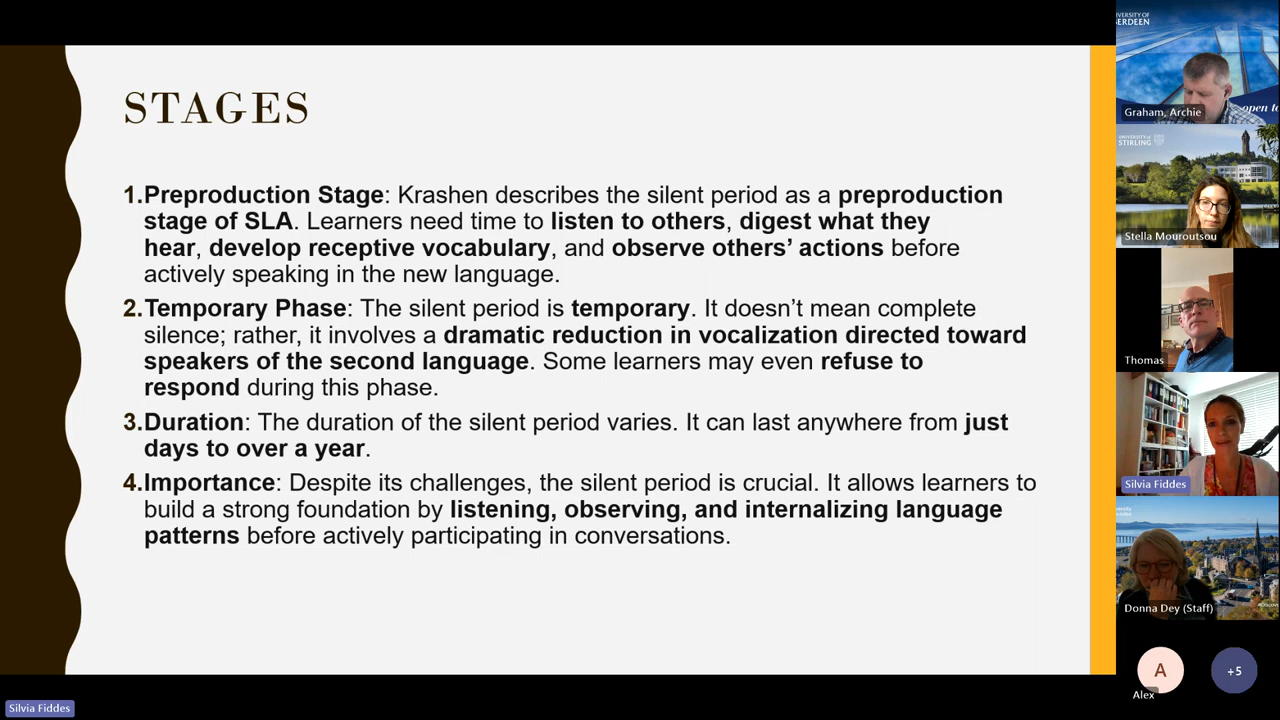 STAGES
1.Preproduction Stage: Krashen describes the silent period as a preproduction
stage of SLA. Learners need time to listen to others, digest what they
hear, develop receptive vocabulary, and observe others’ actions before
actively speaking in the new language.
2.Temporary Phase: The silent period is temporary. It doesn’t mean complete
silence; rather, it involves a dramatic reduction in vocalization directed toward
speakers of the second language. Some learners may even refuse to
respond during this phase.
3.Duration: The duration of the silent period varies. It can last anywhere from just
days to over a year.
4.Importance: Despite its challenges, the silent period is crucial. It allows learners to
build a strong foundation by listening, observing, and internalizing language
patterns before actively participating in conversations.
Silvia Fiddes
Graham, Archie
open to
UNIVERSITY of
STIRLING
Stella Mouroutsou
Thomas
Silvia Fiddes
Donna Dey (Staff)
A
Alex
+5